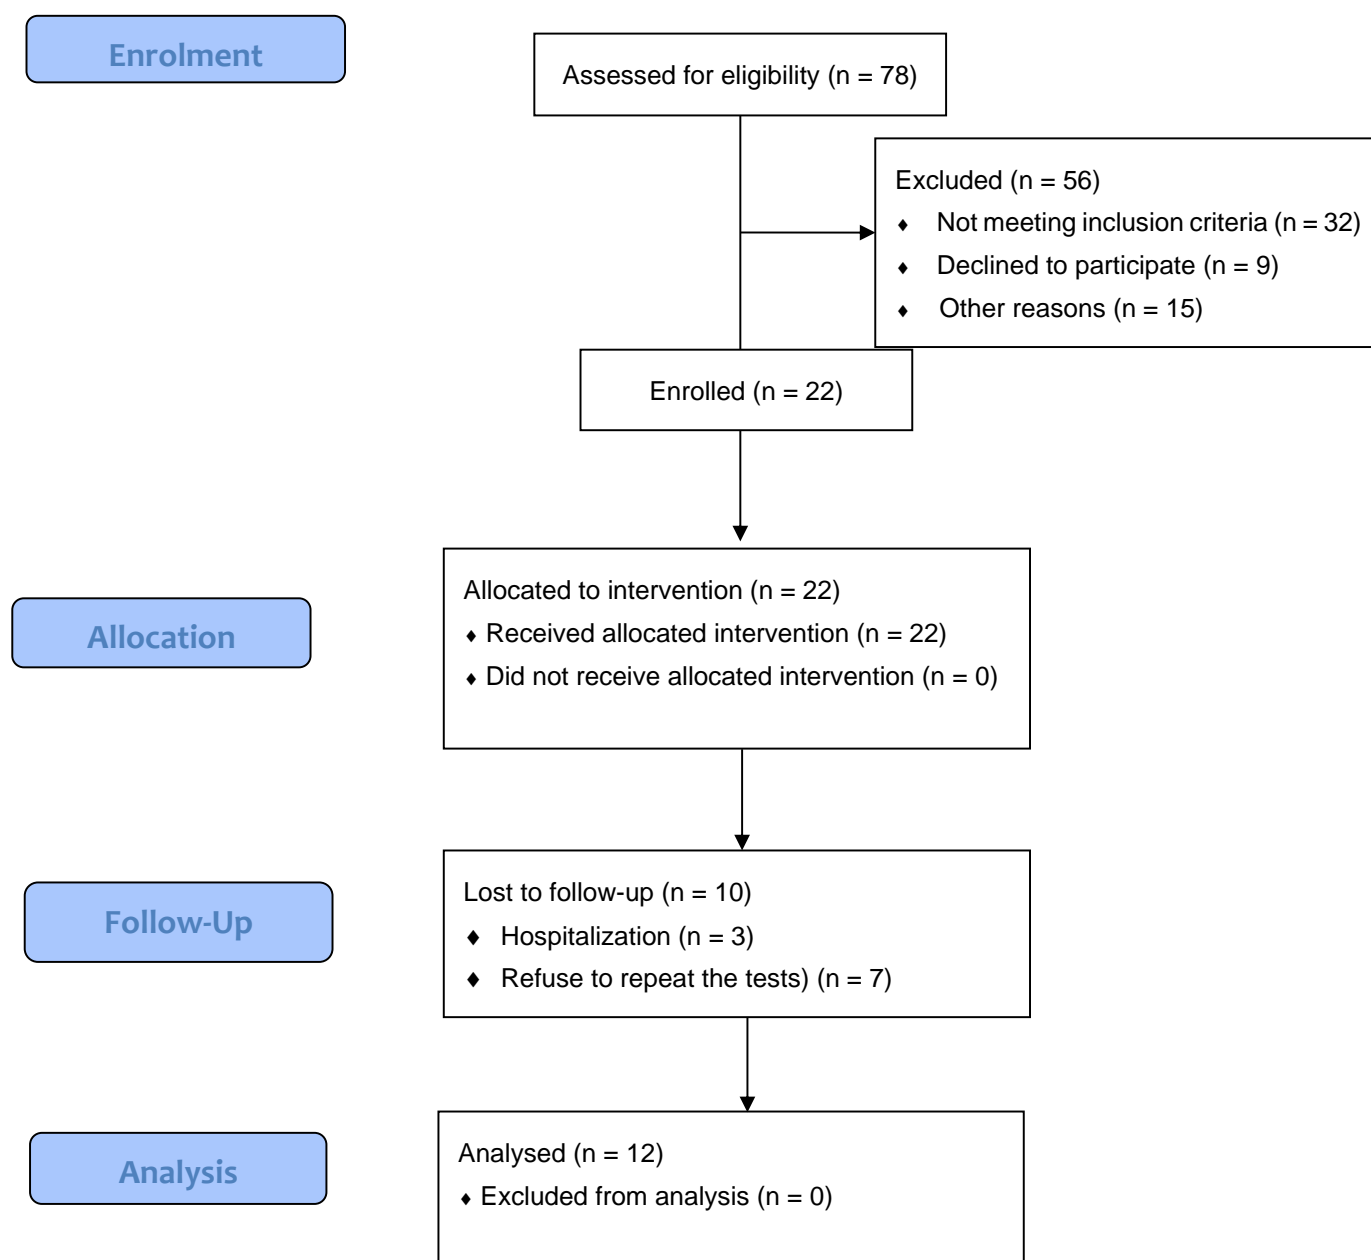 Enrolment
Assessed for eligibility (n = 78)
Excluded (n = 56)
♦ Not meeting inclusion criteria (n = 32)
♦ Declined to participate (n = 9)
♦ Other reasons (n = 15)
Enrolled (n = 22)
Allocation
Allocated to intervention (n = 22)
♦ Received allocated intervention (n = 22)
♦ Did not receive allocated intervention (n = 0)
Follow-Up
Lost to follow-up (n = 10)
♦ Hospitalization (n = 3)
♦ Refuse to repeat the tests) (n = 7)
Analysis
Analysed (n = 12)
♦ Excluded from analysis (n = 0)